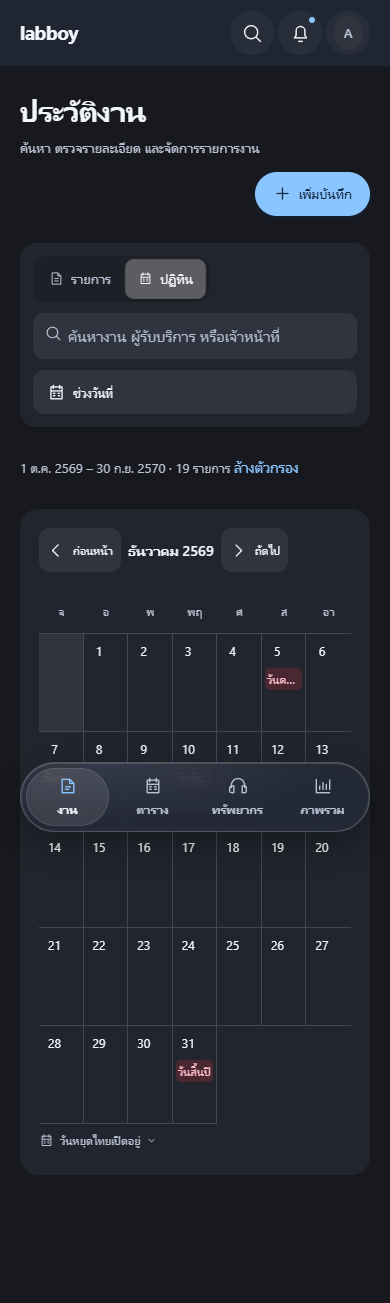 labboy
A
ประวัติงาน
ค้นหา ตรวจรายละเอียด และจัดการรายการงาน
เพิ่มบันทึก
รายการ ปฏิทิน
ค้นหางาน ผู้รับบริการ หรือเจ้าหน้าที่
ช่วงวันที่
1 ต.ค. 2569 – 30 ก.ย. 2570 · 19 รายการ ล้างตัวกรอง
ก่อนหน้า ธันวาคม 2569 ถัดไป
จ อ พ พฤ ศ ส อา
1 2 3 4 5 6
วันค...
7 8 9 10 11 12 13
งาน ตาราง ทรัพยากร ภาพรวม
14 15 16 17 18 19 20
21 22 23 24 25 26 27
28 29 30 31
วันสิ้นปี
วันหยุดไทยเปิดอยู่